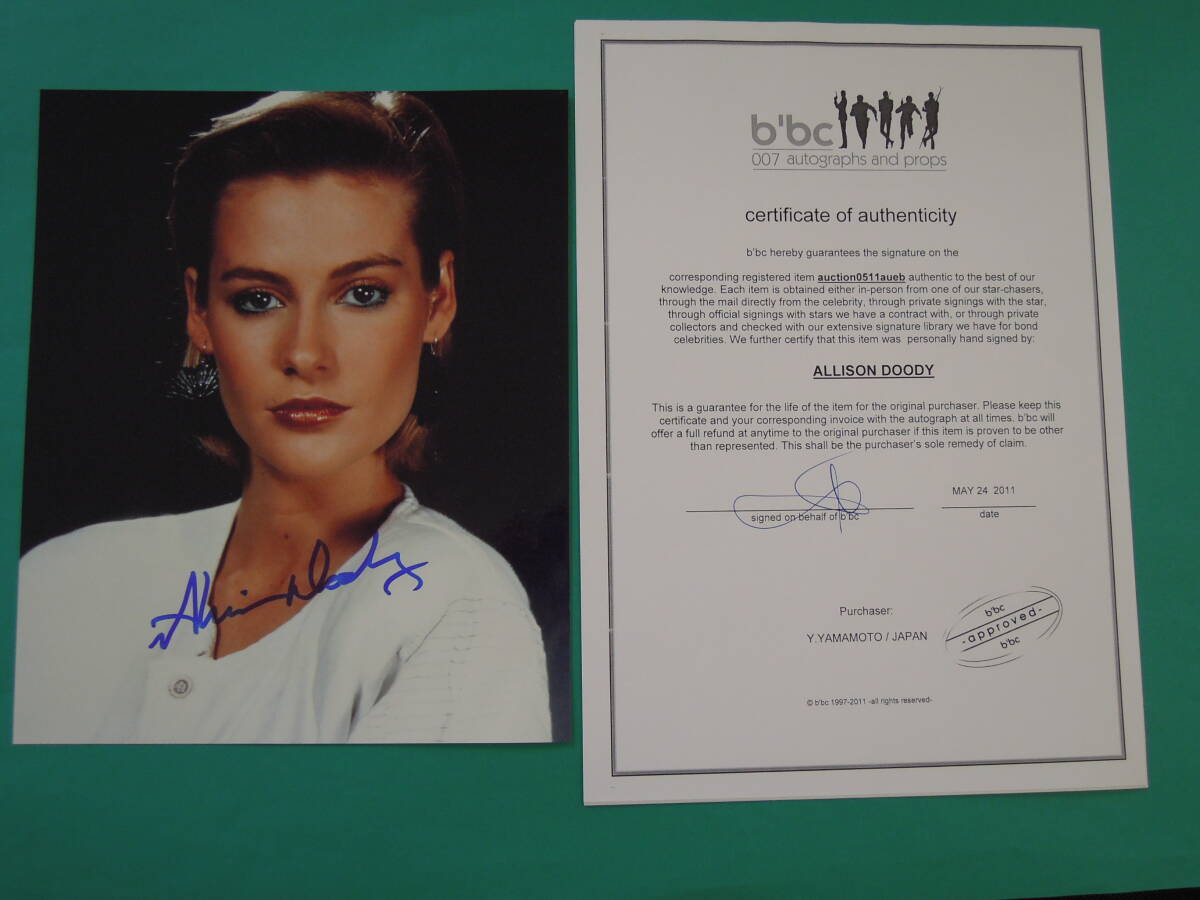 Alison Doody
b'bc
007 autographs and props
certificate of authenticity
b'bc hereby guarantees the signature on the
corresponding registered item auction0511aueb authentic to the best of our
knowledge. Each item is obtained either in-person from one of our star-chasers,
through the mail directly from the celebrity, through private signings with the star,
through official signings with stars we have a contract with, or through private
collectors and checked with our extensive signature library we have for bond
celebrities. We further certify that this item was personally hand signed by:
ALLISON DOODY
This is a guarantee for the life of the item for the original purchaser. Please keep this
certificate and your corresponding invoice with the autograph at all times. b'bc will
offer a full refund at anytime to the original purchaser if this item is proven to be other
than represented. This shall be the purchaser's sole remedy of claim.
MAY 24 2011
signed on behalf of b'bc
date
Purchaser:
Y.YAMAMOTO / JAPAN
b'bc
-approved-
b'bc
© b'bc 1997-2011 -all rights reserved-